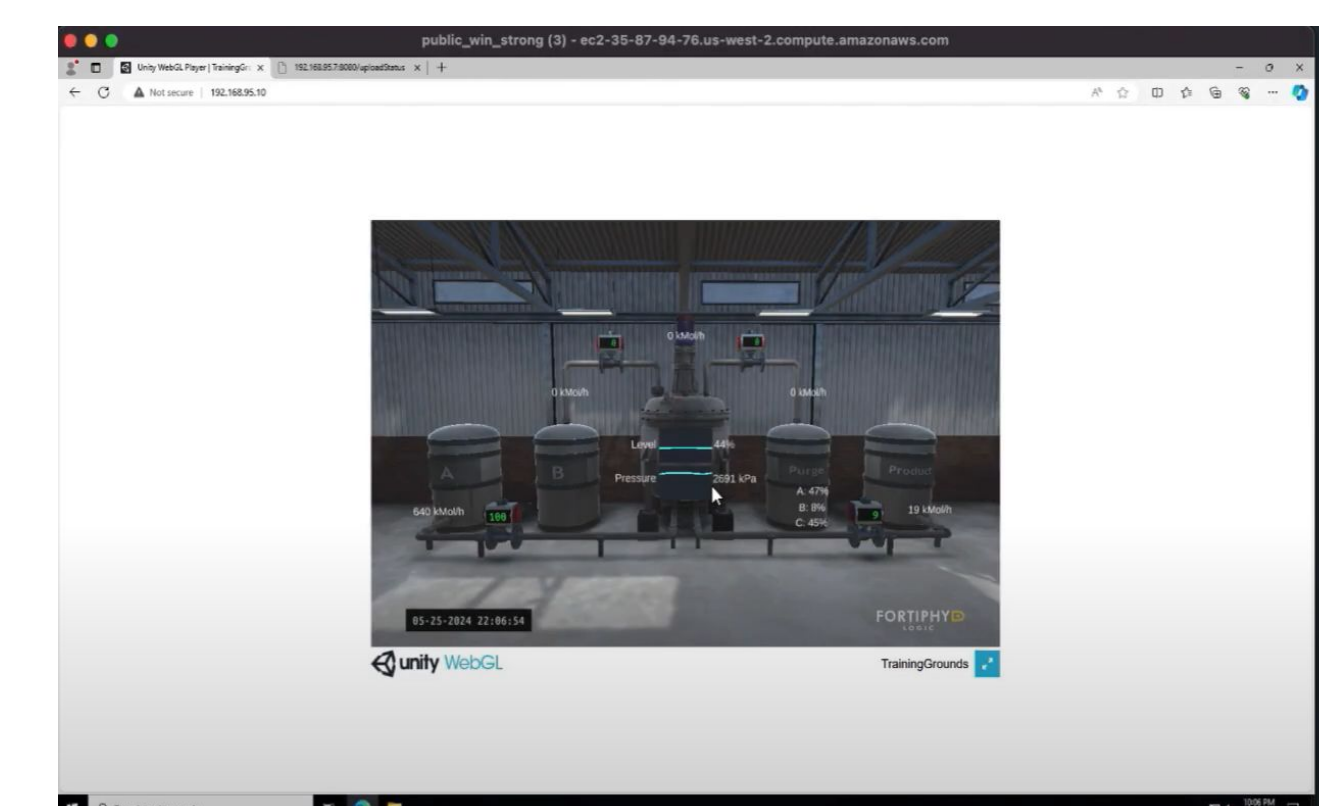 public_win_strong (3) - ec2-35-87-94-76.us-west-2.compute.amazonaws.com
Unity WebGL Player | TrainingGr
192.168.95.7:8080/uploadStatus
Not secure | 192.168.95.10
0 kMol/h
0
0
0 kMol/h
0 kMol/h
Level 44%
Pressure 2691 kPa
A
B
Purge
Product
A: 47%
B: 8%
C: 45%
640 kMol/h
100
9
19 kMol/h
05-25-2024 22:06:54
FORTIPHYD
LOGIC
unity WebGL
TrainingGrounds
10:06 PM